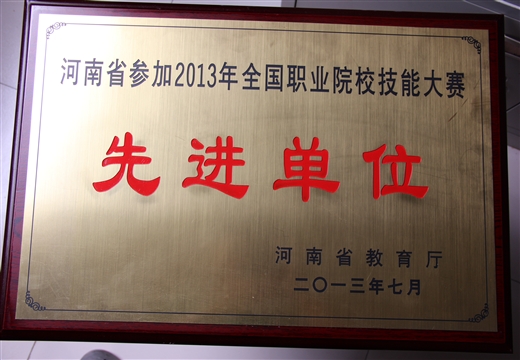 河南省参加2013年全国职业院校技能大赛
先进单位
河南省教育厅
二〇一三年七月